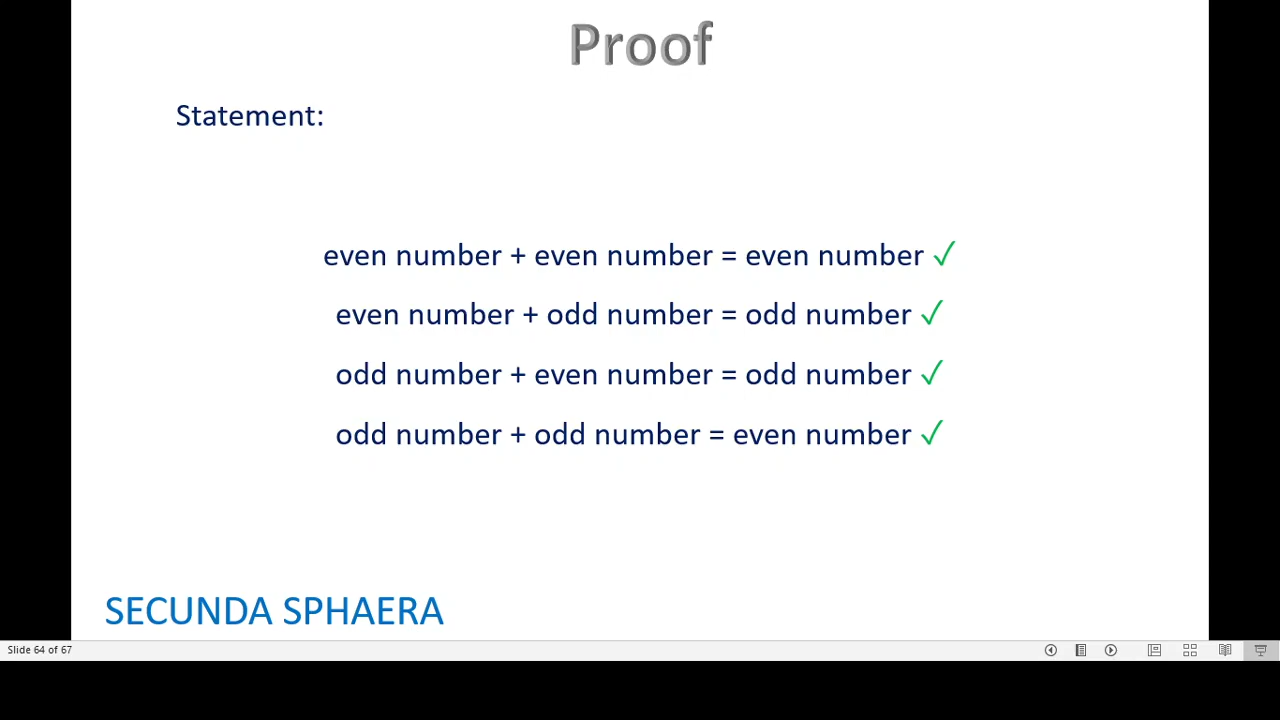 Proof
Statement:
even number + even number = even number ✓
even number + odd number = odd number ✓
odd number + even number = odd number ✓
odd number + odd number = even number ✓
SECUNDA SPHAERA
Slide 64 of 67